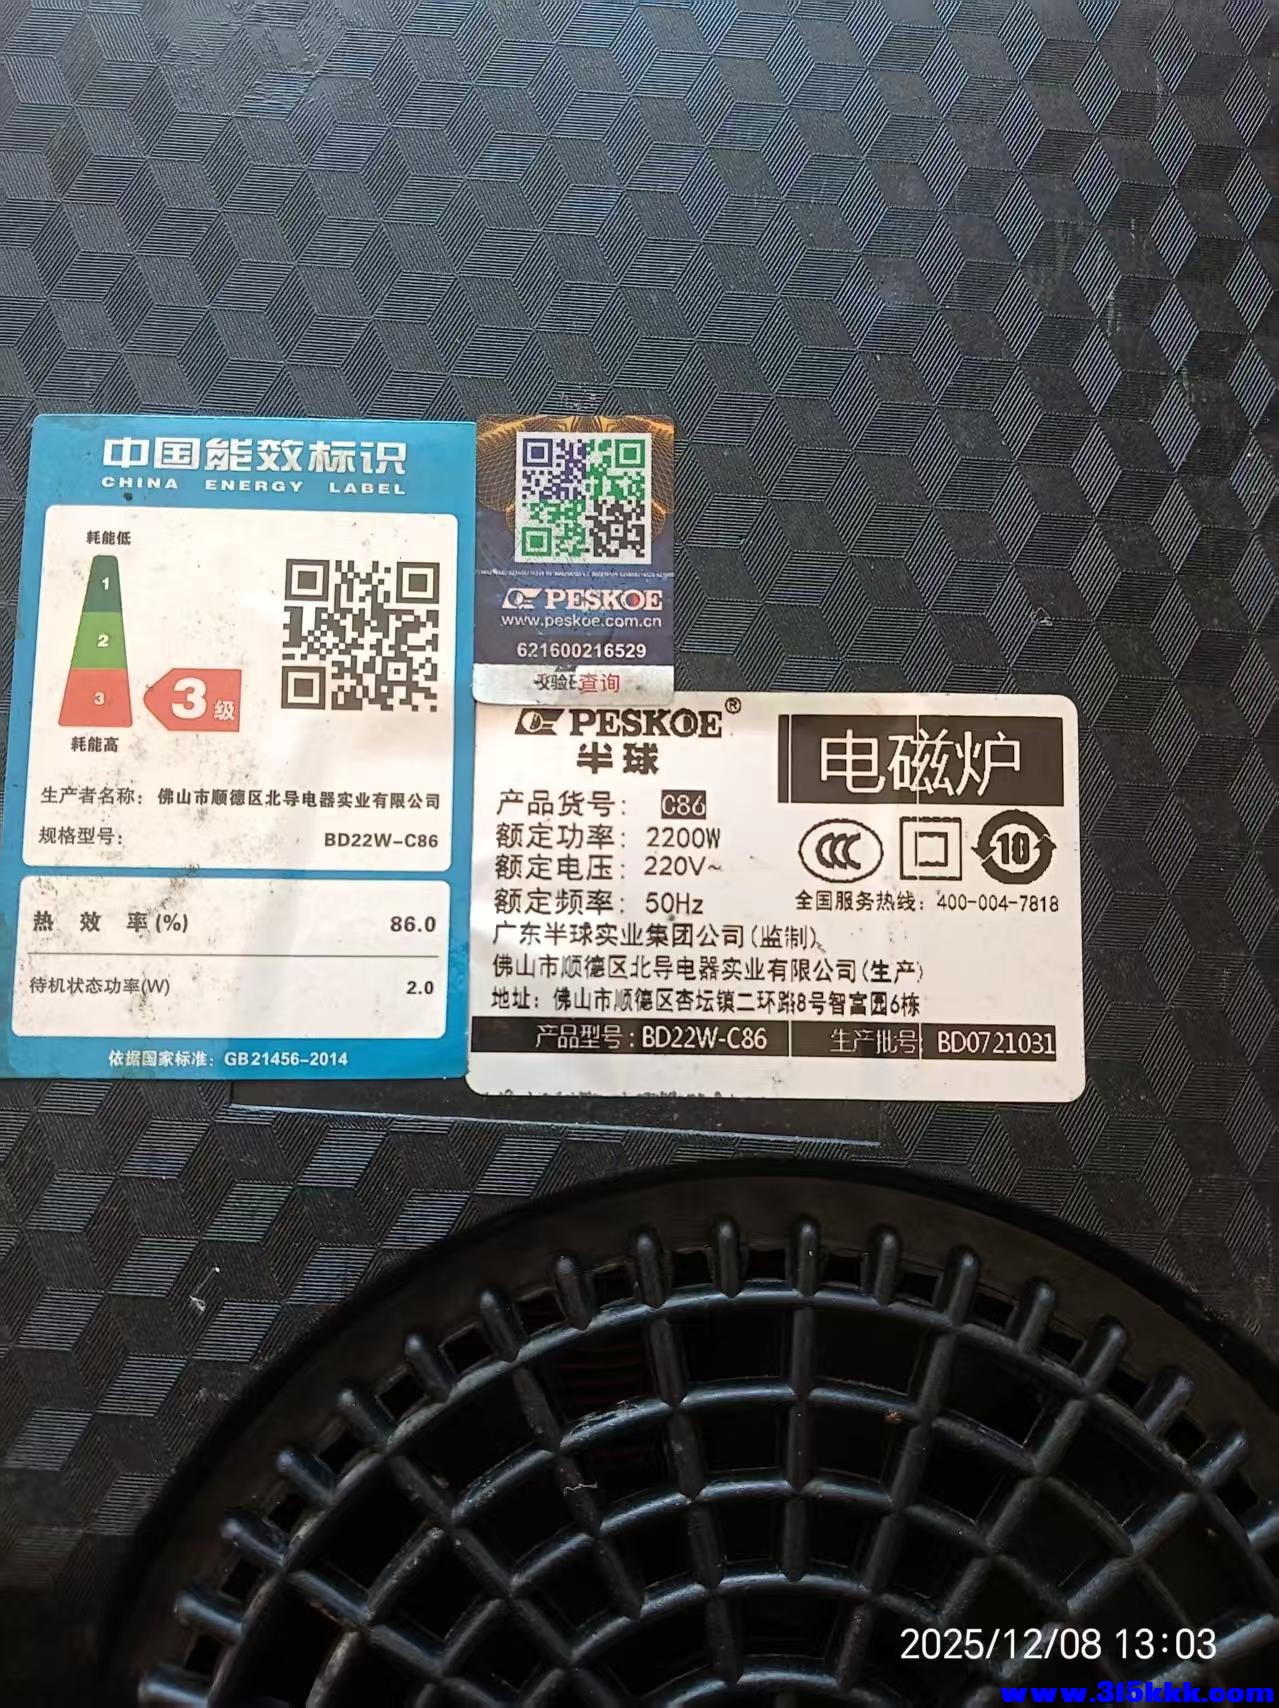 中国能效标识
CHINA ENERGY LABEL
耗能低
1
2
3
3级
耗能高
生产者名称：佛山市顺德区北导电器实业有限公司
规格型号：BD22W-C86
热效率(%) 86.0
待机状态功率(W) 2.0
依据国家标准：GB21456-2014
PESKOE
www.peskoe.com.cn
621600216529
查询
PESKOE®
半球
电磁炉
产品货号：C86
额定功率：2200W
额定电压：220V~
额定频率：50Hz
CCC
10
全国服务热线：400-004-7818
广东半球实业集团公司(监制)
佛山市顺德区北导电器实业有限公司(生产)
地址：佛山市顺德区杏坛镇二环路8号智富园6栋
产品型号：BD22W-C86 生产批号：BD0721031
2025/12/08 13:03
www.315kkk.com